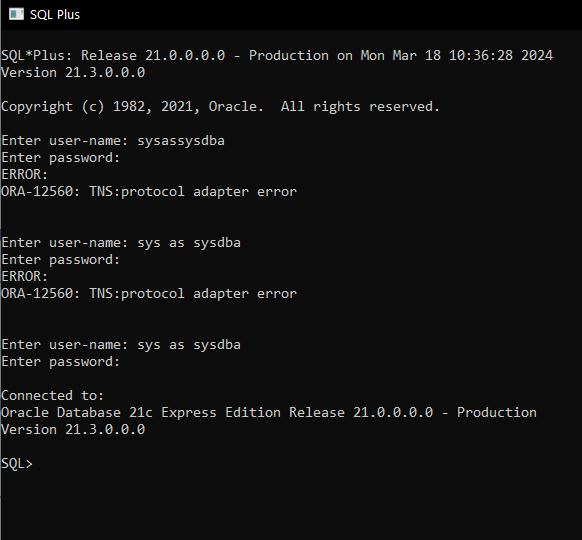 SQL Plus
SQL*Plus: Release 21.0.0.0.0 - Production on Mon Mar 18 10:36:28 2024
Version 21.3.0.0.0
Copyright (c) 1982, 2021, Oracle.  All rights reserved.
Enter user-name: sysassysdba
Enter password:
ERROR:
ORA-12560: TNS:protocol adapter error
Enter user-name: sys as sysdba
Enter password:
ERROR:
ORA-12560: TNS:protocol adapter error
Enter user-name: sys as sysdba
Enter password:
Connected to:
Oracle Database 21c Express Edition Release 21.0.0.0.0 - Production
Version 21.3.0.0.0
SQL>